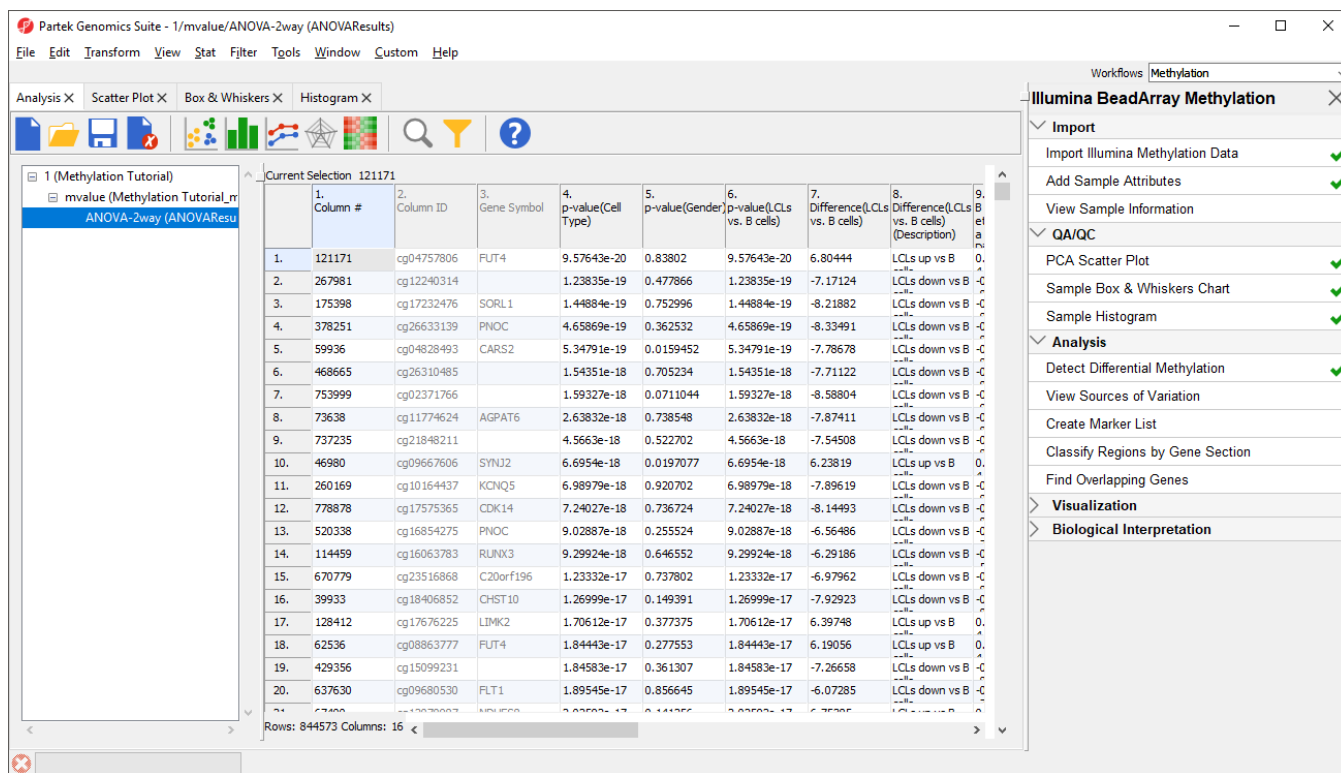 Partek Genomics Suite - 1/mvalue/ANOVA-2way (ANOVAResults)
File Edit Transform View Stat Filter Tools Window Custom Help
Workflows Methylation
Analysis X Scatter Plot X Box & Whiskers X Histogram X
Illumina BeadArray Methylation
Import
Import Illumina Methylation Data
Add Sample Attributes
View Sample Information
QA/QC
PCA Scatter Plot
Sample Box & Whiskers Chart
Sample Histogram
Analysis
Detect Differential Methylation
View Sources of Variation
Create Marker List
Classify Regions by Gene Section
Find Overlapping Genes
Visualization
Biological Interpretation
1 (Methylation Tutorial)
mvalue (Methylation Tutorial_m
ANOVA-2way (ANOVAResu
Current Selection 121171
1. Column # 2. Column ID 3. Gene Symbol 4. p-value(Cell Type) 5. p-value(Gender) 6. p-value(LCLs vs. B cells) 7. Difference(LCLs vs. B cells) 8. Difference(LCLs vs. B cells) (Description) 9. B et a
1. 121171 cg04757806 FUT4 9.57643e-20 0.83802 9.57643e-20 6.80444 LCLs up vs B 0.
2. 267981 cg12240314 1.23835e-19 0.477866 1.23835e-19 -7.17124 LCLs down vs B -0
3. 175398 cg17232476 SORL1 1.44884e-19 0.752996 1.44884e-19 -8.21882 LCLs down vs B -0
4. 378251 cg26633139 PNOC 4.65869e-19 0.362532 4.65869e-19 -8.33491 LCLs down vs B -0
5. 59936 cg04828493 CARS2 5.34791e-19 0.0159452 5.34791e-19 -7.78678 LCLs down vs B -0
6. 468665 cg26310485 1.54351e-18 0.705234 1.54351e-18 -7.71122 LCLs down vs B -0
7. 753999 cg02371766 1.59327e-18 0.0711044 1.59327e-18 -8.58804 LCLs down vs B -0
8. 73638 cg11774624 AGPAT6 2.63832e-18 0.738548 2.63832e-18 -7.87411 LCLs down vs B -0
9. 737235 cg21848211 4.5663e-18 0.522702 4.5663e-18 -7.54508 LCLs down vs B -0
10. 46980 cg09667606 SYNJ2 6.6954e-18 0.0197077 6.6954e-18 6.23819 LCLs up vs B 0.
11. 260169 cg10164437 KCNQ5 6.98979e-18 0.920702 6.98979e-18 -7.89619 LCLs down vs B -0
12. 778878 cg17575365 CDK14 7.24027e-18 0.736724 7.24027e-18 -8.14493 LCLs down vs B -0
13. 520338 cg16854275 PNOC 9.02887e-18 0.255524 9.02887e-18 -6.56486 LCLs down vs B -0
14. 114459 cg16063783 RUNX3 9.29924e-18 0.646552 9.29924e-18 -6.29186 LCLs down vs B -0
15. 670779 cg23516868 C20orf196 1.23332e-17 0.737802 1.23332e-17 -6.97962 LCLs down vs B -0
16. 39933 cg18406852 CHST10 1.26999e-17 0.149391 1.26999e-17 -7.92923 LCLs down vs B -0
17. 128412 cg17676225 LIMK2 1.70612e-17 0.377375 1.70612e-17 6.39748 LCLs up vs B 0.
18. 62536 cg08863777 FUT4 1.84443e-17 0.277553 1.84443e-17 6.19056 LCLs up vs B 0.
19. 429356 cg15099231 1.84583e-17 0.361307 1.84583e-17 -7.26658 LCLs down vs B -0
20. 637630 cg09680530 FLT1 1.89545e-17 0.856645 1.89545e-17 -6.07285 LCLs down vs B -0
Rows: 844573 Columns: 16